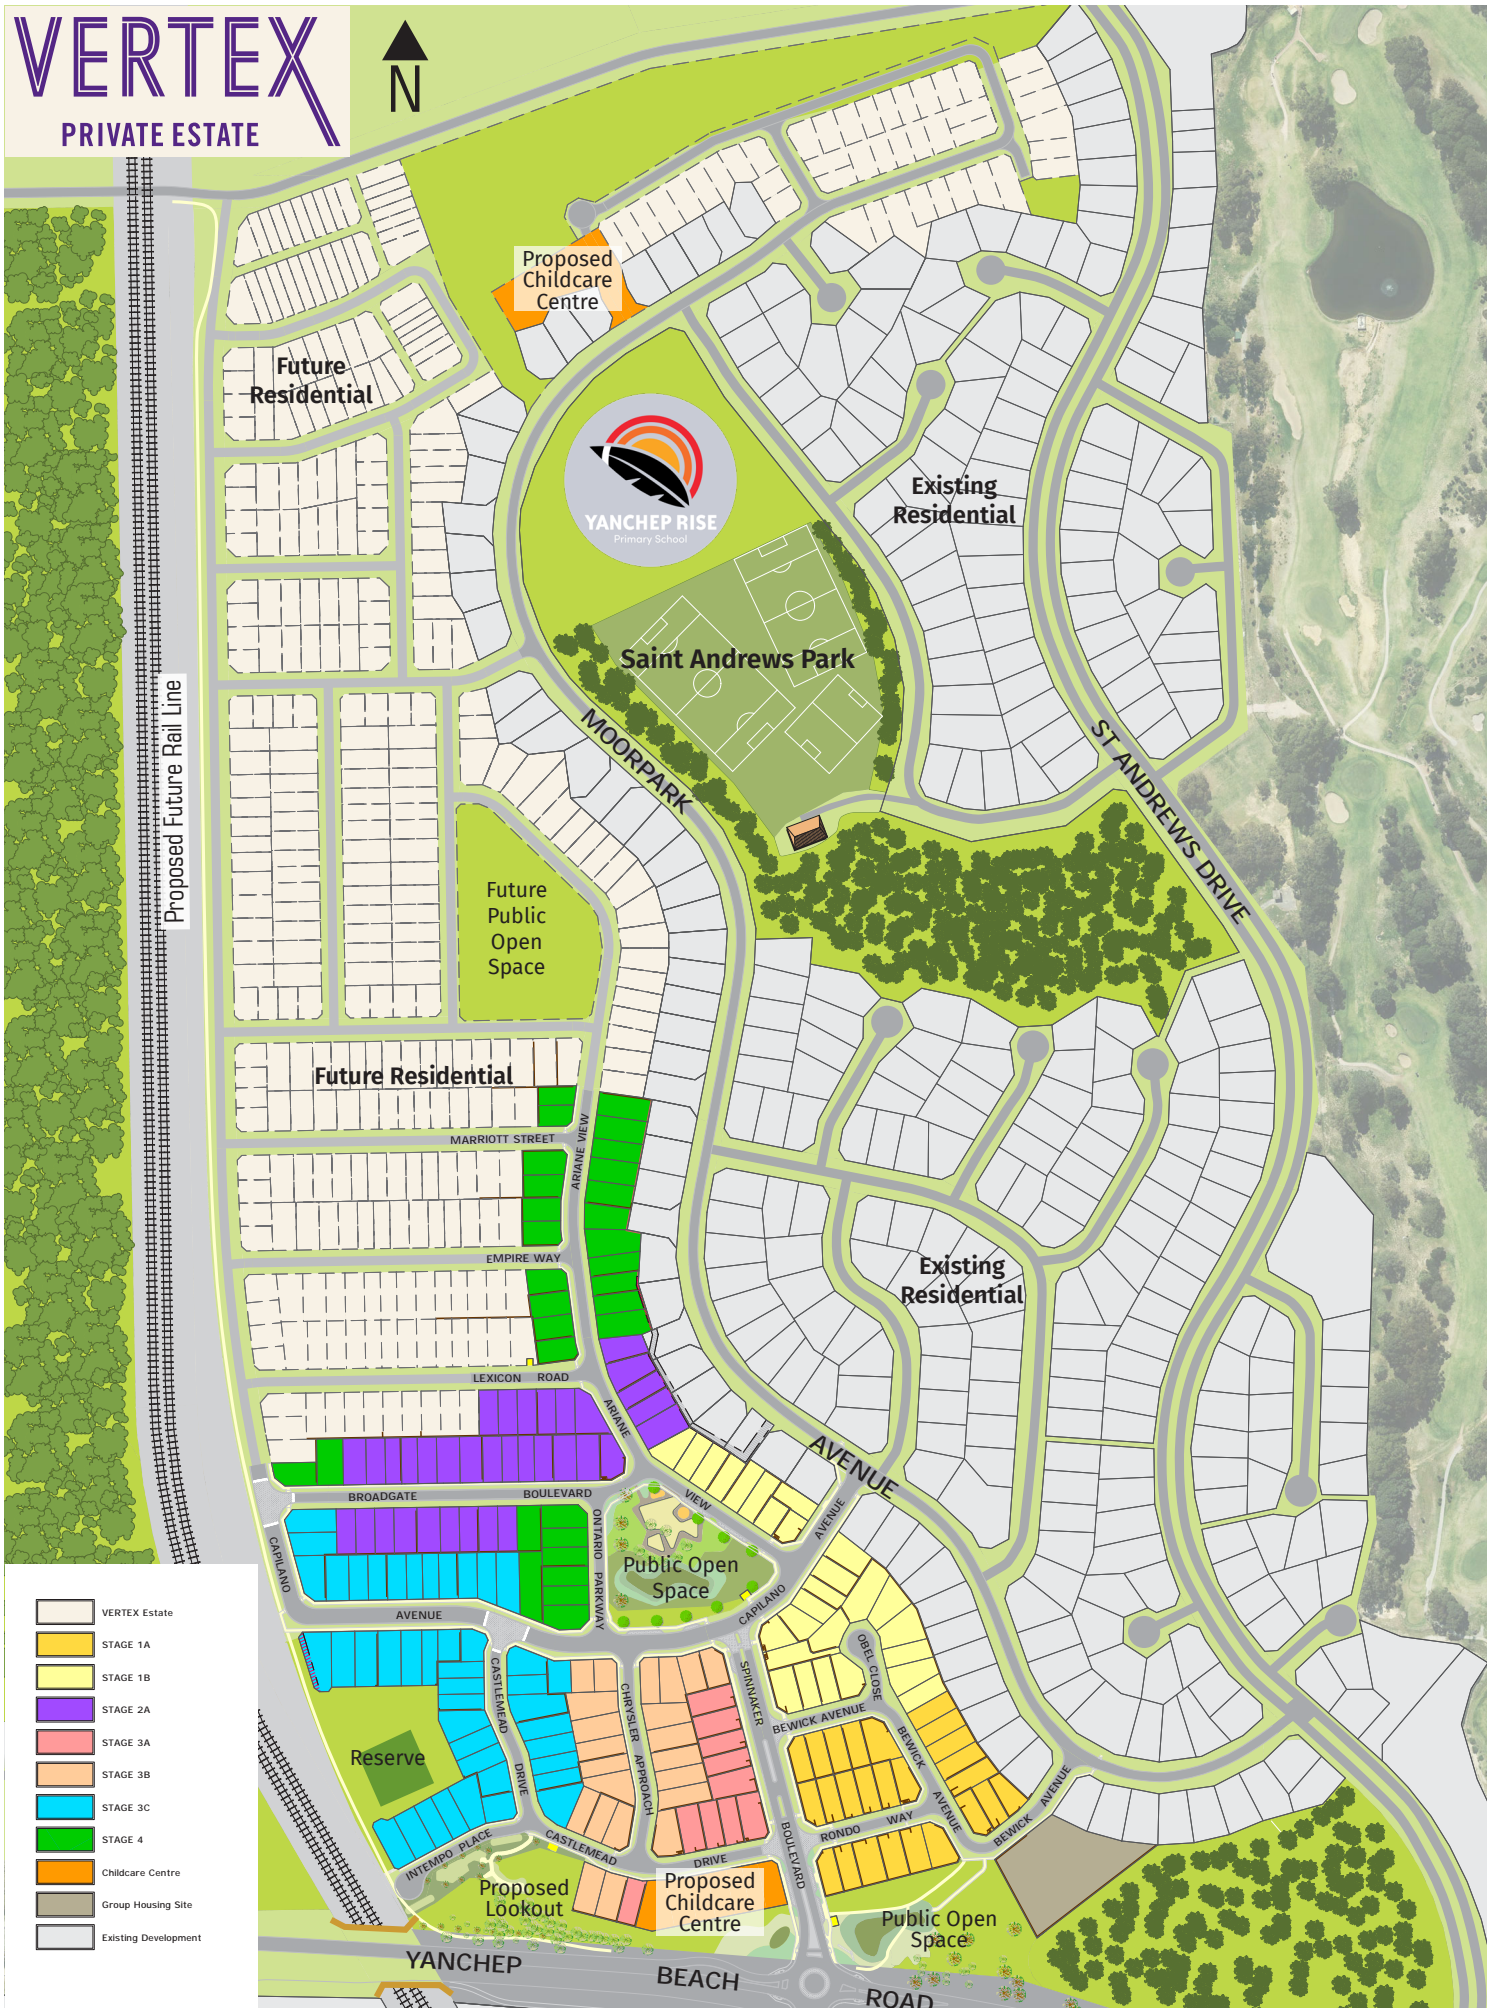 VERTEX
PRIVATE ESTATE
N
Proposed
Childcare
Centre
Future
Residential
YANCHEP RISE
Primary School
Existing
Residential
Saint Andrews Park
Proposed Future Rail Line
MOORPARK
ST ANDREWS DRIVE
Future
Public
Open
Space
Future Residential
MARRIOTT STREET
ARIANE VIEW
EMPIRE WAY
Existing
Residential
LEXICON ROAD
ARIANE
AVENUE
BROADGATE BOULEVARD
VIEW
AVENUE
ONTARIO PARKWAY
Public Open
Space
CAPILANO
CAPILANO
AVENUE
OBEL CLOSE
CASTLEMEAD
DRIVE
CHRYSLER APPROACH
SPINNAKER
BOULEVARD
BEWICK AVENUE
BEWICK
AVENUE
Reserve
RONDO WAY
BEWICK AVENUE
INTEMPO PLACE
CASTLEMEAD
DRIVE
Proposed
Lookout
Proposed
Childcare
Centre
Public Open
Space
YANCHEP BEACH ROAD
VERTEX Estate
STAGE 1A
STAGE 1B
STAGE 2A
STAGE 3A
STAGE 3B
STAGE 3C
STAGE 4
Childcare Centre
Group Housing Site
Existing Development